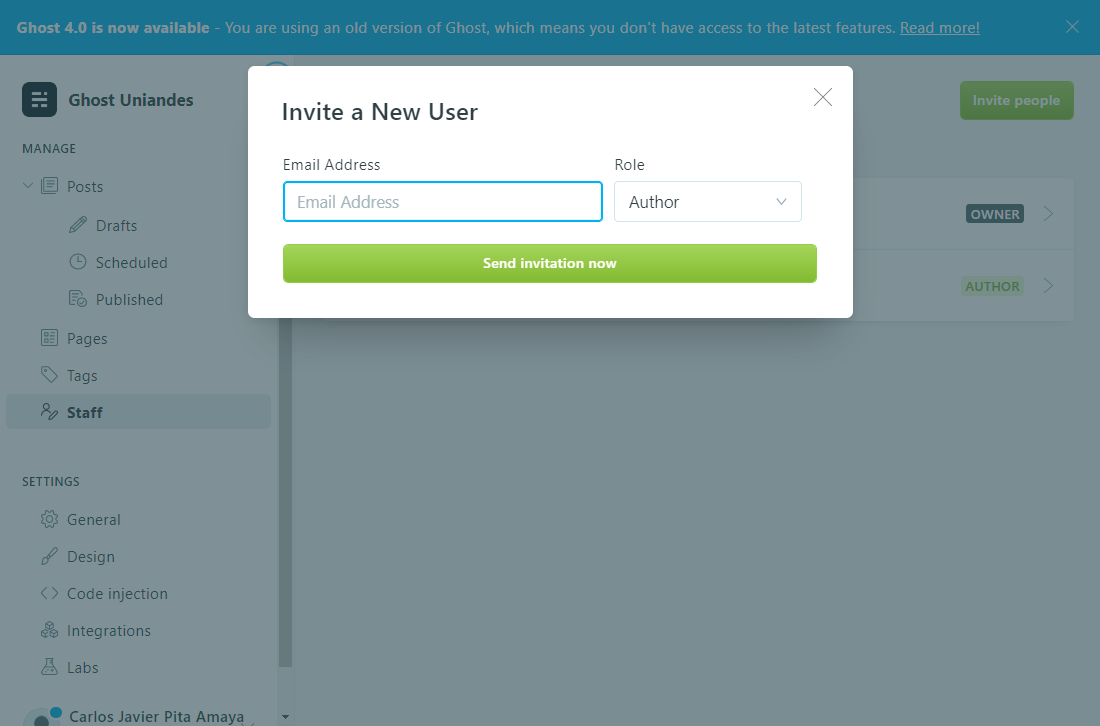 Ghost 4.0 is now available - You are using an old version of Ghost, which means you don't have access to the latest features. Read more!
Ghost Uniandes
Invite people
MANAGE
Posts
Drafts
Scheduled
Published
Pages
Tags
Staff
SETTINGS
General
Design
Code injection
Integrations
Labs
Carlos Javier Pita Amaya
Invite a New User
Email Address
Role
Email Address
Author
Send invitation now
OWNER
AUTHOR